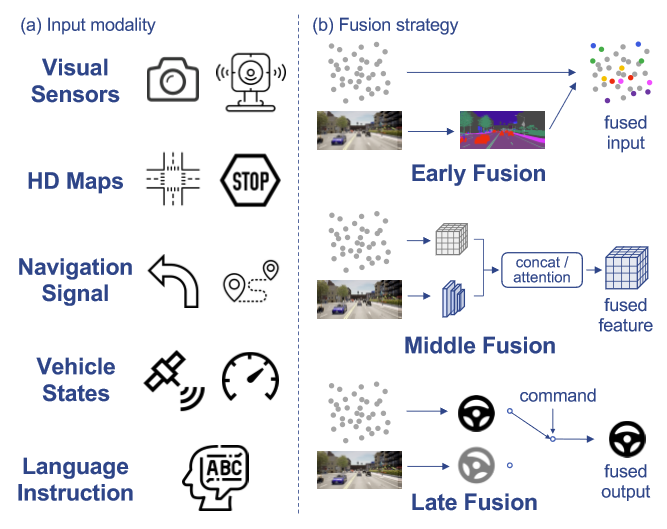 (a) Input modality
Visual
Sensors
HD Maps
STOP
Navigation
Signal
Vehicle
States
Language
Instruction
ABC
(b) Fusion strategy
fused
input
Early Fusion
concat /
attention
fused
feature
Middle Fusion
command
fused
output
Late Fusion